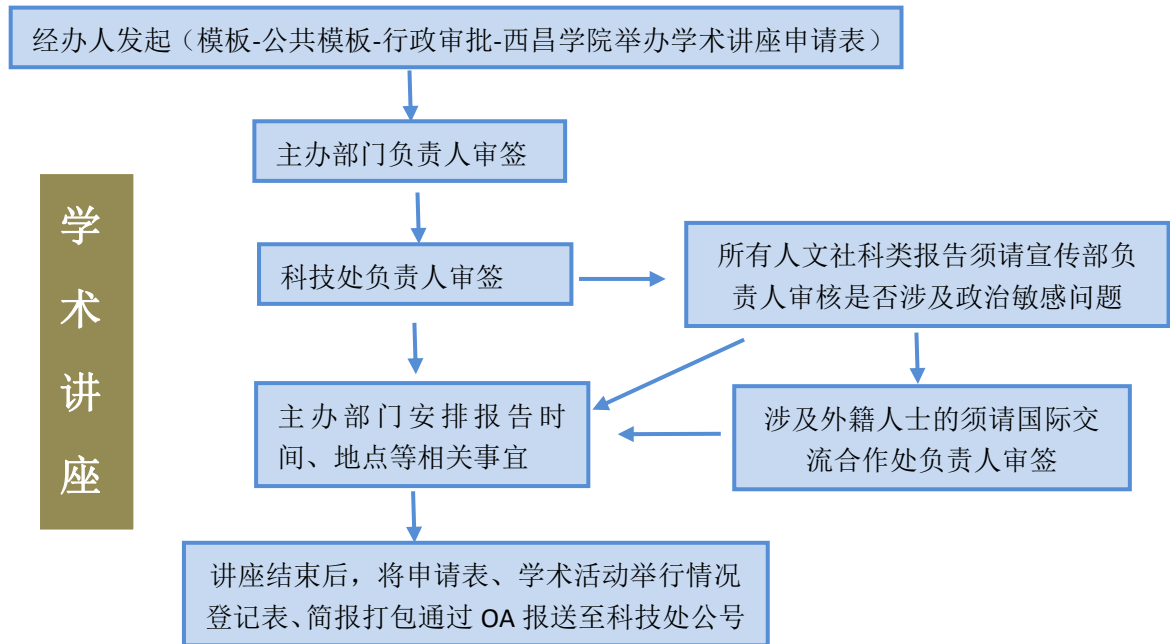 经办人发起（模板-公共模板-行政审批-西昌学院举办学术讲座申请表）
主办部门负责人审签
学
术
讲
座
科技处负责人审签
所有人文社科类报告须请宣传部负
责人审核是否涉及政治敏感问题
主办部门安排报告时
间、地点等相关事宜
涉及外籍人士的须请国际交
流合作处负责人审签
讲座结束后，将申请表、学术活动举行情况
登记表、简报打包通过 OA 报送至科技处公号